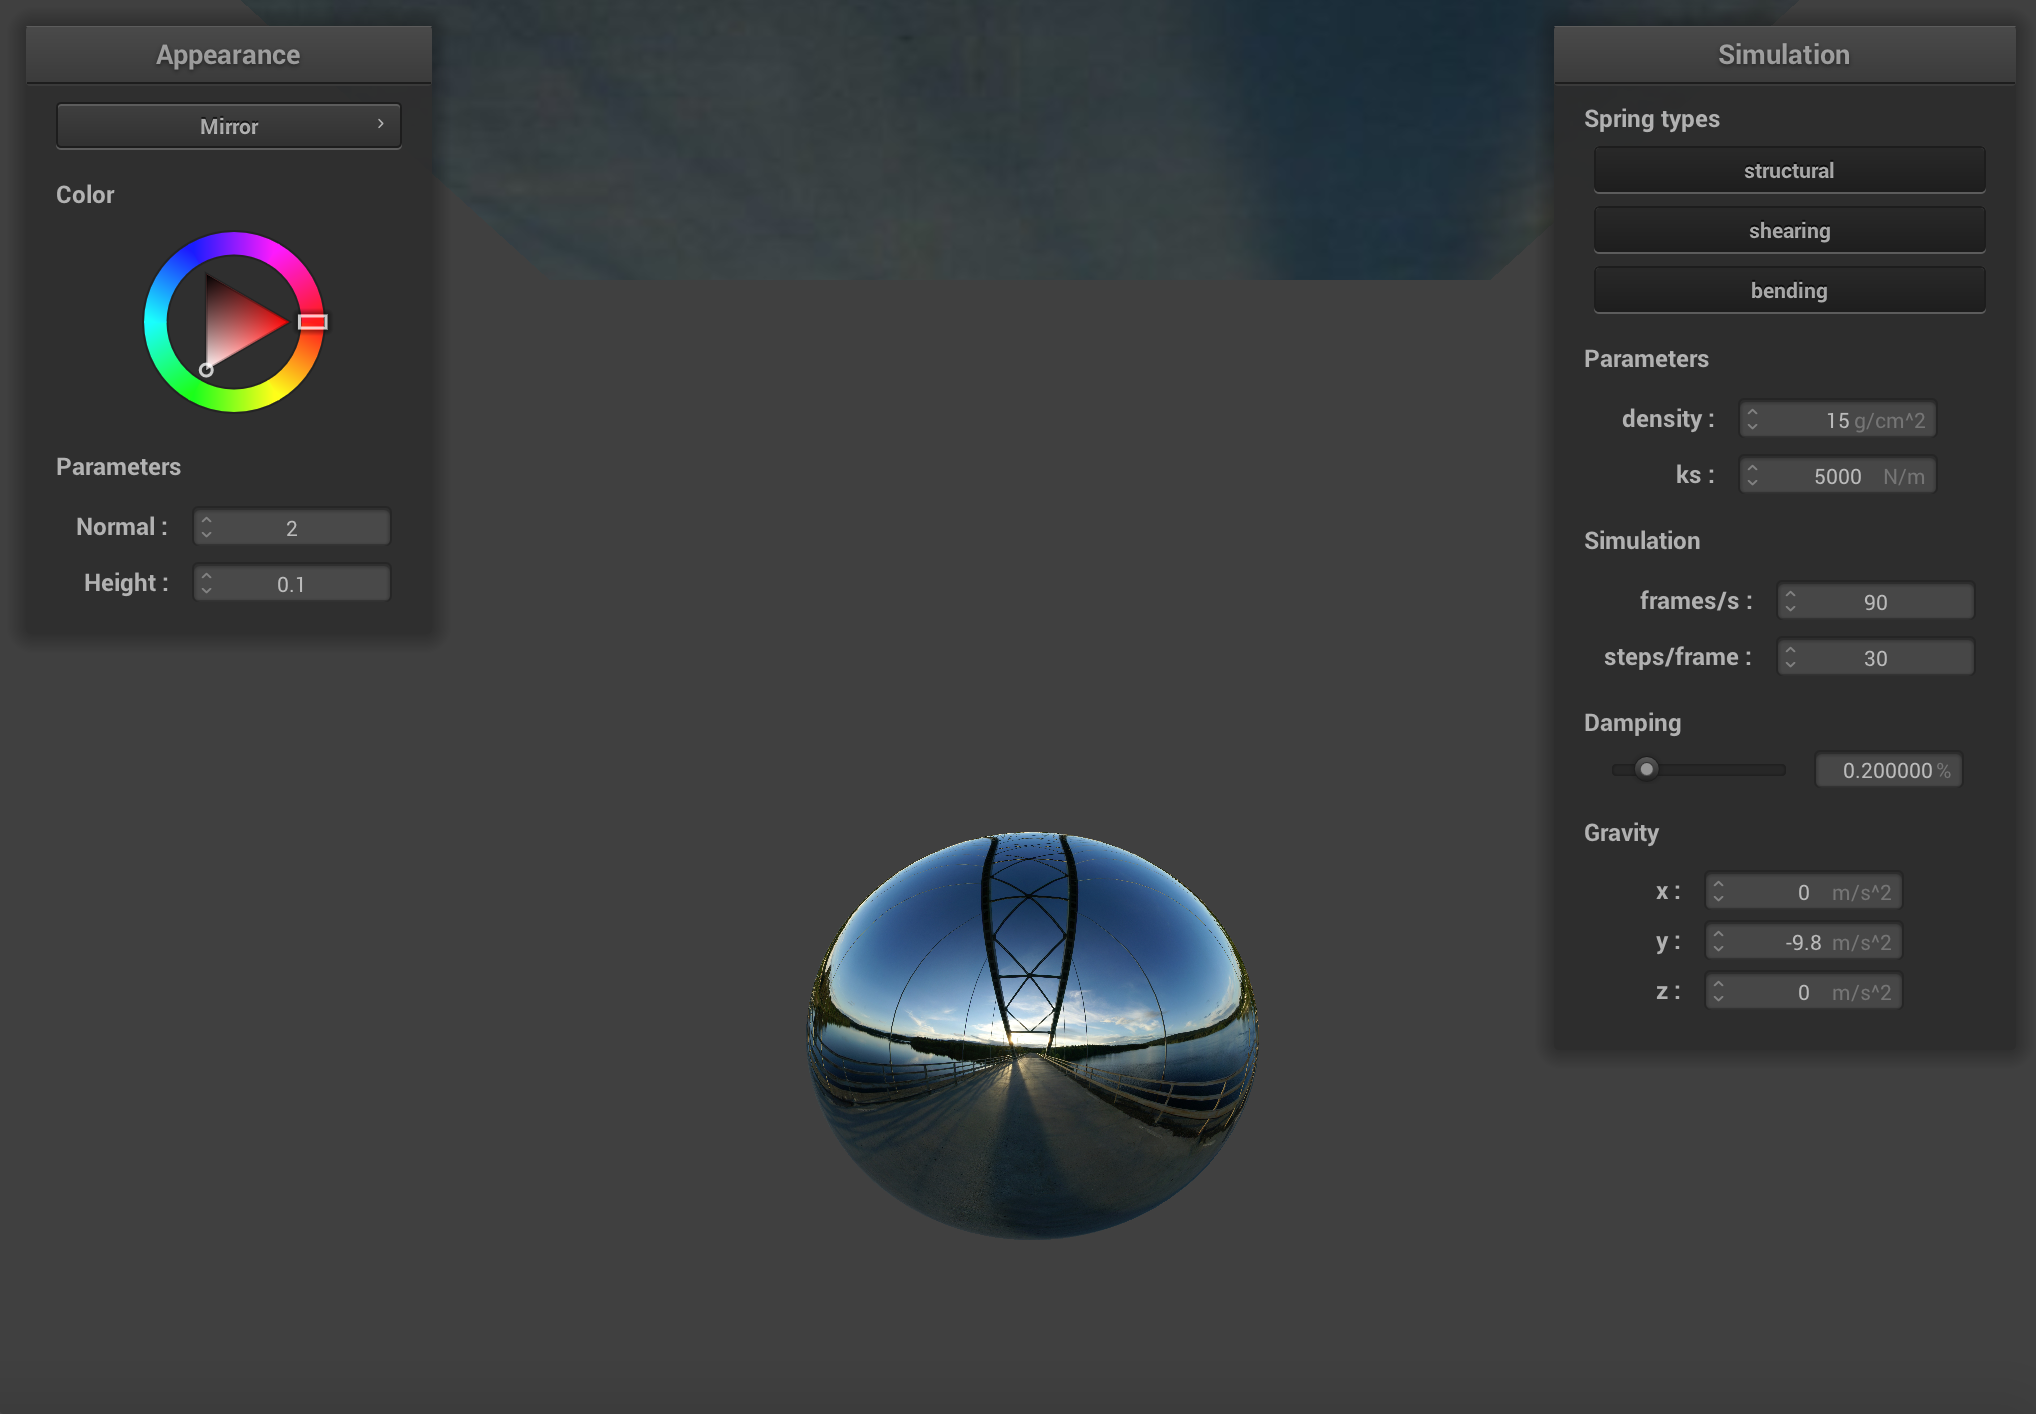 Appearance
Mirror
Color
Parameters
Normal : 2
Height : 0.1
Simulation
Spring types
structural
shearing
bending
Parameters
density : 15 g/cm^2
ks : 5000 N/m
Simulation
frames/s : 90
steps/frame : 30
Damping
0.200000 %
Gravity
x : 0 m/s^2
y : -9.8 m/s^2
z : 0 m/s^2